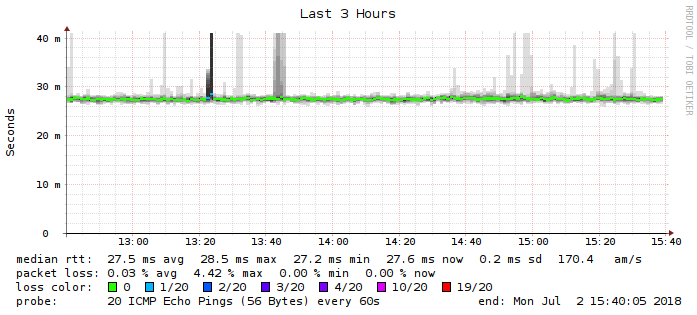 Last 3 Hours
RRDTOOL / TOBI OETIKER
Seconds
40 m
30 m
20 m
10 m
0
13:00 13:20 13:40 14:00 14:20 14:40 15:00 15:20 15:40
median rtt: 27.5 ms avg 28.5 ms max 27.2 ms min 27.6 ms now 0.2 ms sd 170.4 am/s
packet loss: 0.03 % avg 4.42 % max 0.00 % min 0.00 % now
loss color: 0 1/20 2/20 3/20 4/20 10/20 19/20
probe: 20 ICMP Echo Pings (56 Bytes) every 60s end: Mon Jul 2 15:40:05 2018